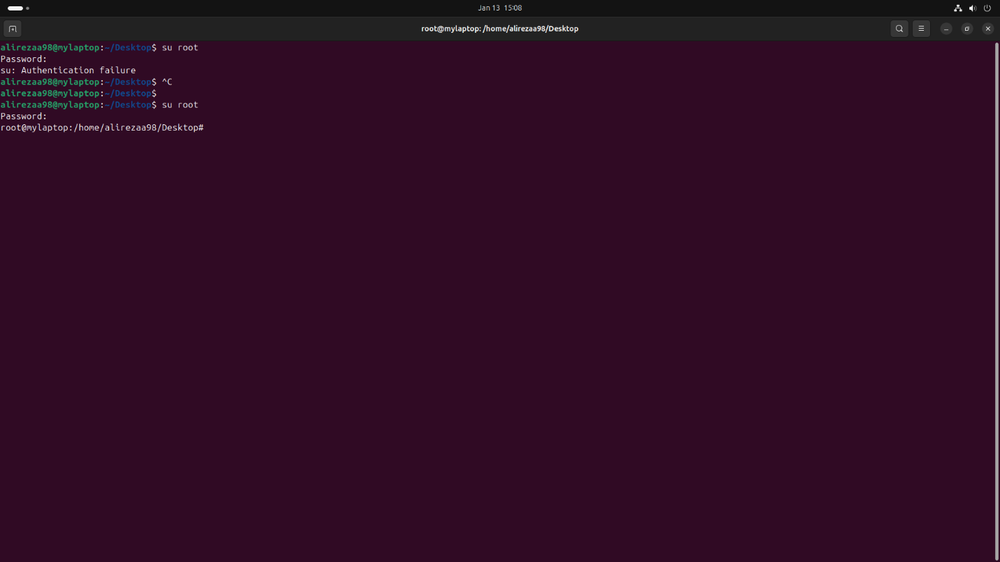 Jan 13 15:08
root@mylaptop: /home/alirezaa98/Desktop
alirezaa98@mylaptop:~/Desktop$ su root
Password:
su: Authentication failure
alirezaa98@mylaptop:~/Desktop$ ^C
alirezaa98@mylaptop:~/Desktop$
alirezaa98@mylaptop:~/Desktop$ su root
Password:
root@mylaptop:/home/alirezaa98/Desktop#